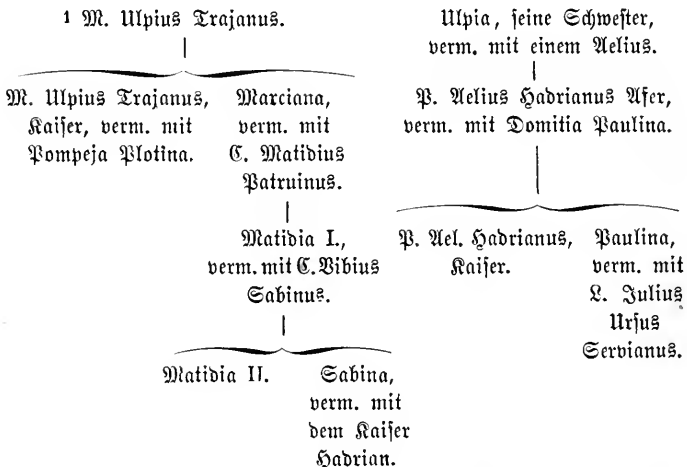 1 M. Ulpius Trajanus.
Ulpia, seine Schwester,
verm. mit einem Aelius.
M. Ulpius Trajanus,
Kaiser, verm. mit
Pompeja Plotina.
Marciana,
verm. mit
C. Matidius
Patruinus.
P. Aelius Hadrianus Afer,
verm. mit Domitia Paulina.
Matidia I.,
verm. mit C. Vibius
Sabinus.
P. Ael. Hadrianus,
Kaiser.
Paulina,
verm. mit
L. Julius
Ursus
Servianus.
Matidia II.
Sabina,
verm. mit
dem Kaiser
Hadrian.